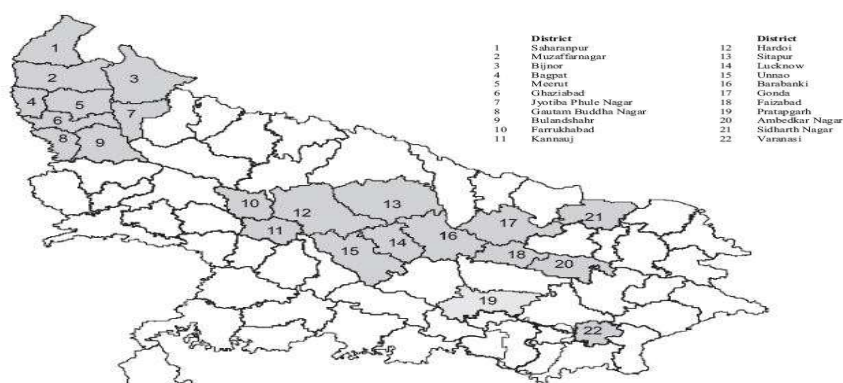 District
1 Saharanpur
2 Muzaffarnagar
3 Bijnor
4 Bagpat
5 Meerut
6 Ghaziabad
7 Jyotiba Phule Nagar
8 Gautam Buddha Nagar
9 Bulandshahr
10 Farrukhabad
11 Kannauj
District
12 Hardoi
13 Sitapur
14 Lucknow
15 Unnao
16 Barabanki
17 Gonda
18 Faizabad
19 Pratapgarh
20 Ambedkar Nagar
21 Sidharth Nagar
22 Varanasi
1
2
3
4
5
6
7
8
9
10
11
12
13
14
15
16
17
18
19
20
21
22